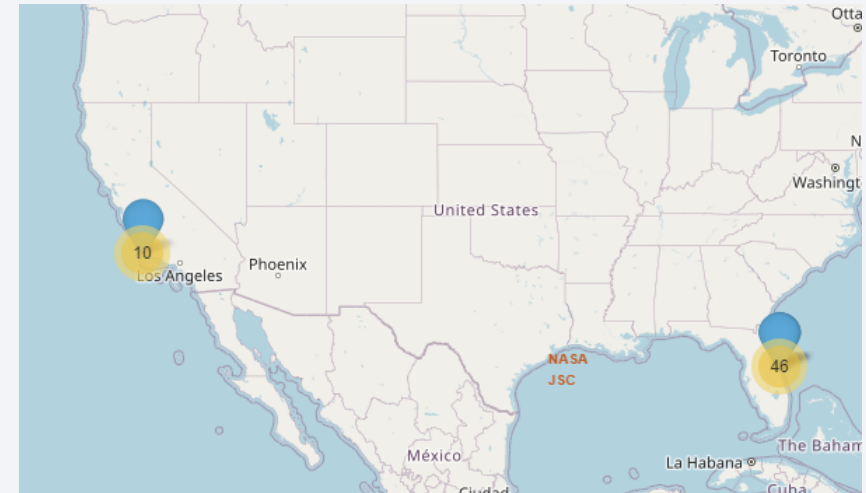 Otta
Toronto
N
Washingt
United States
10
Los Angeles
Phoenix
46
NASA
JSC
The Baham
México
La Habana
Cuba
Ciudad